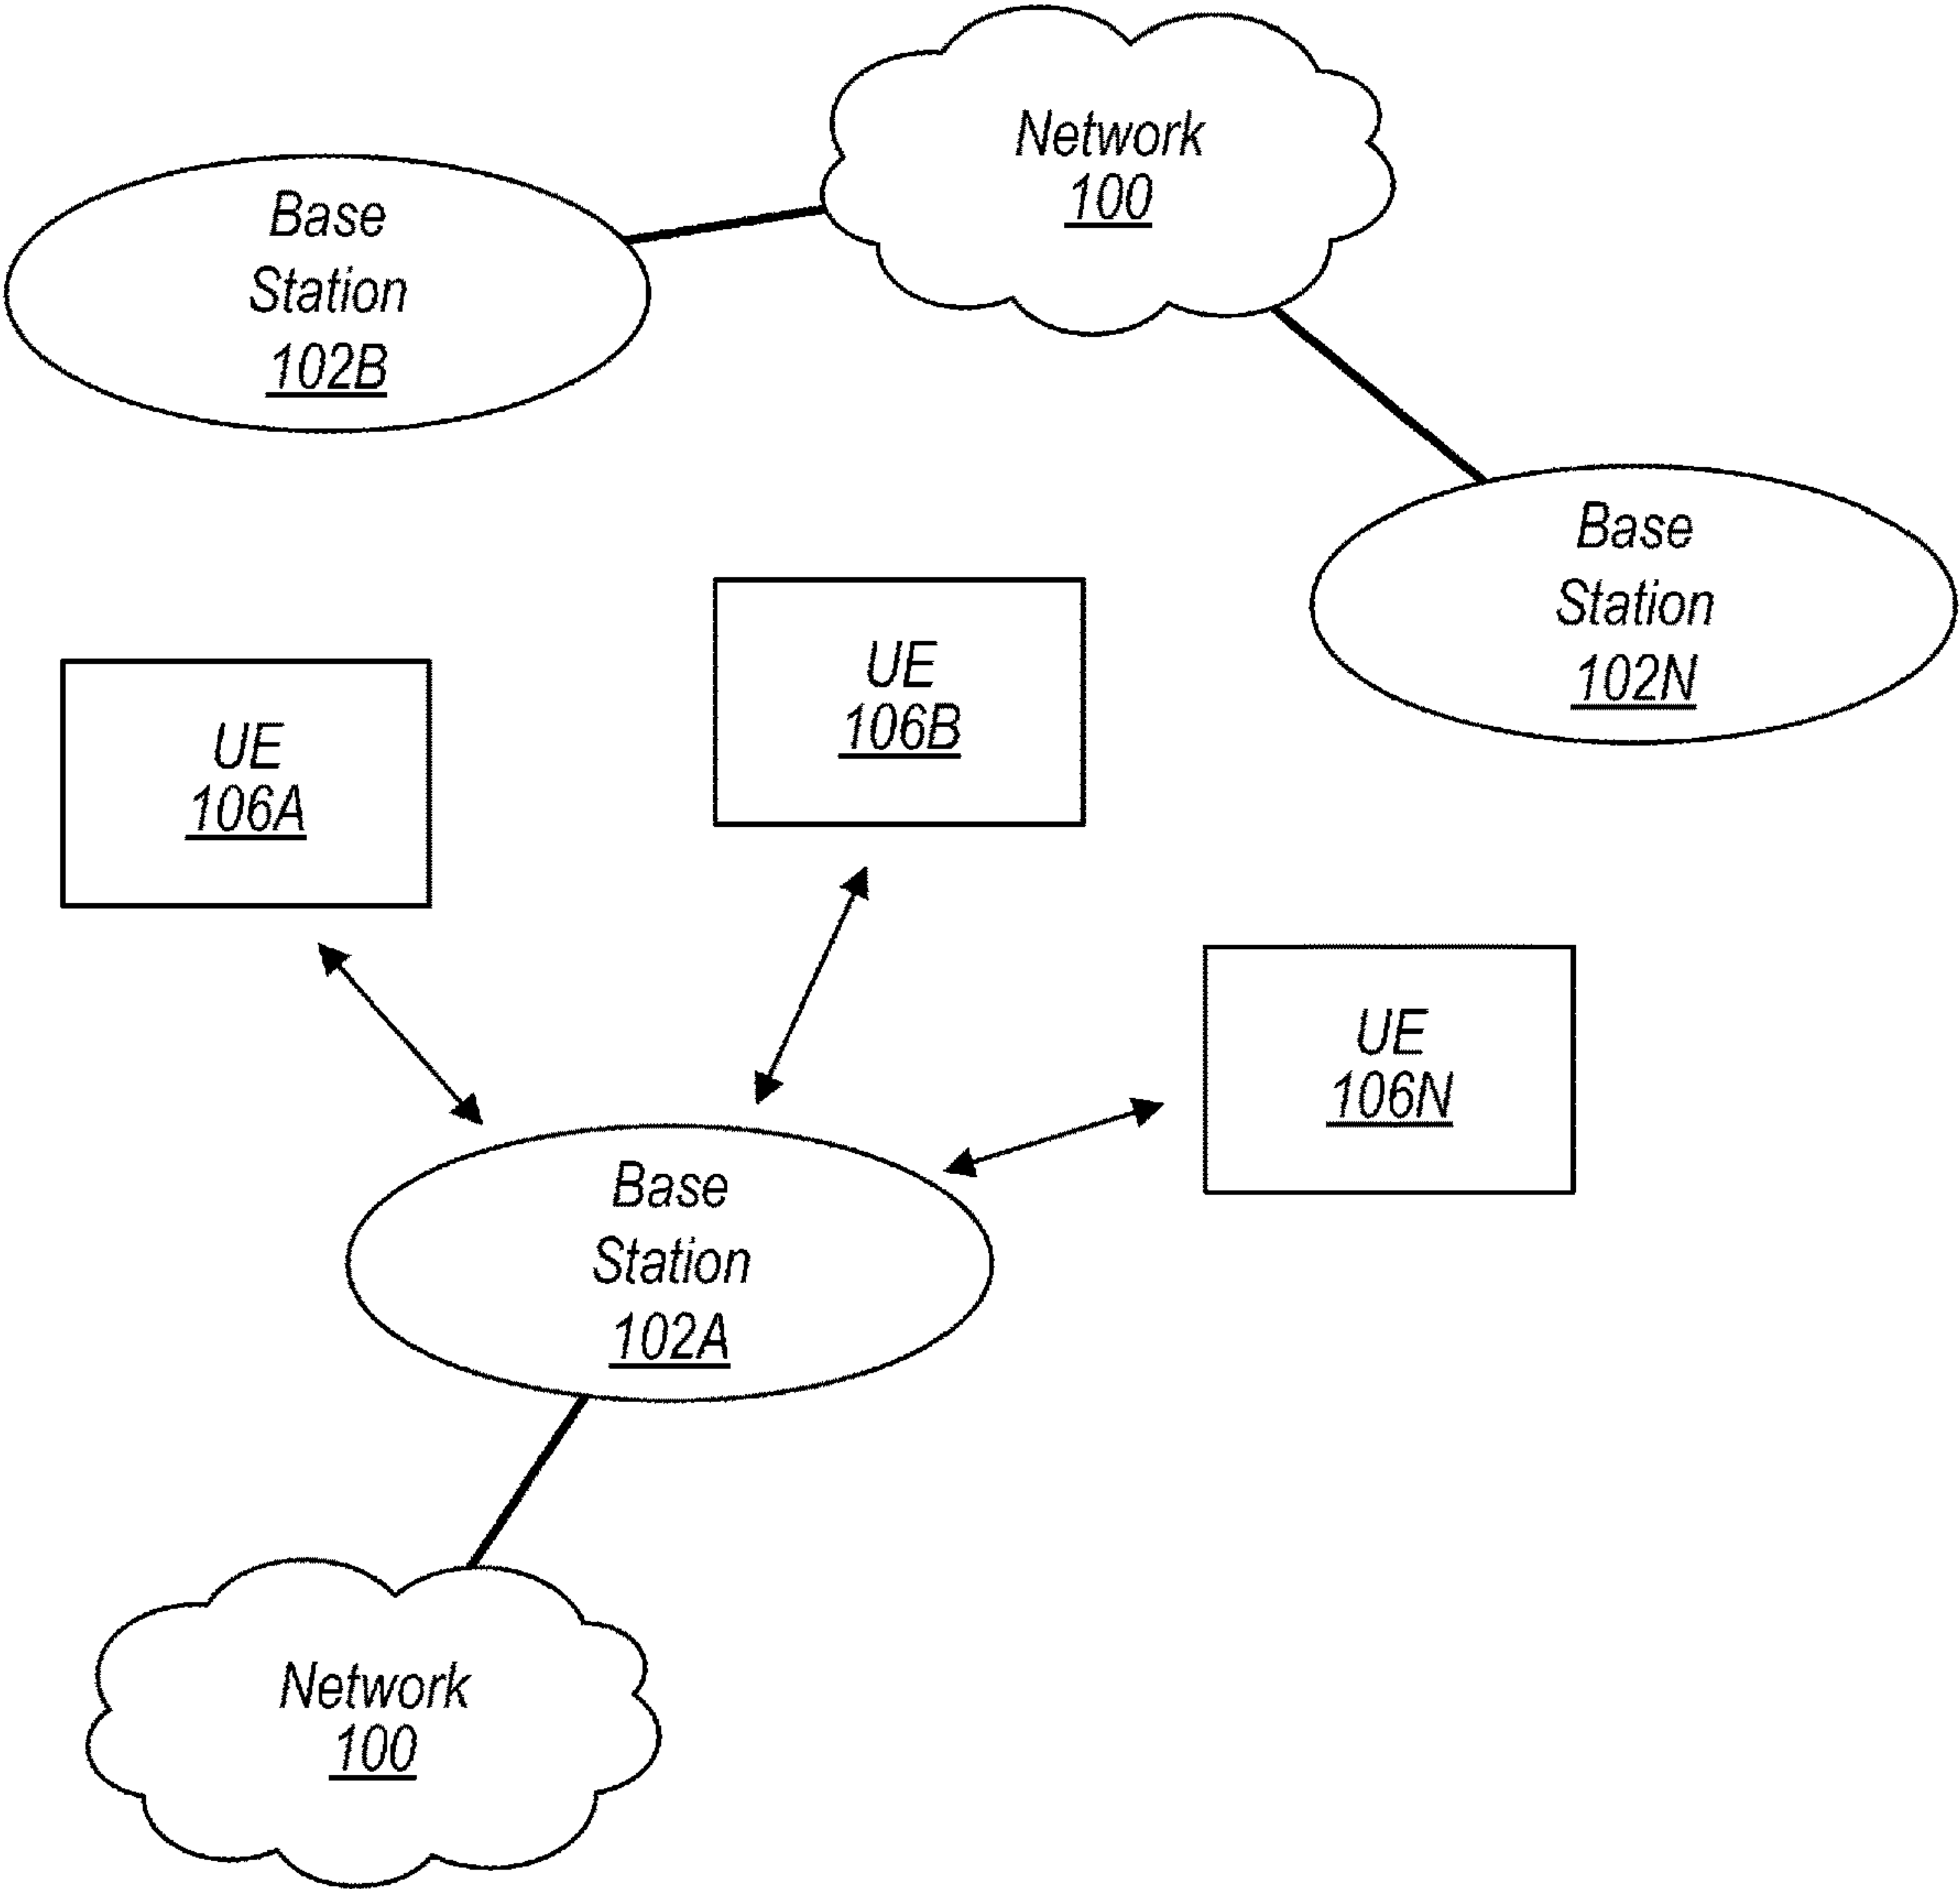 Network
100
Base
Station
102B
Base
Station
102N
UE
106B
UE
106A
UE
106N
Base
Station
102A
Network
100